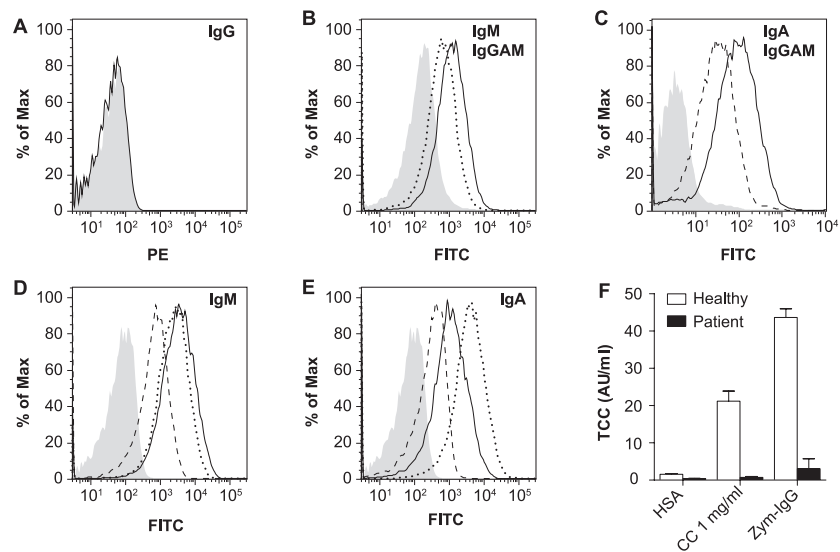 A
IgG
% of Max
100
80
60
40
20
0
10¹ 10² 10³ 10⁴ 10⁵
PE
B
IgM
IgGAM
% of Max
100
80
60
40
20
0
10¹ 10² 10³ 10⁴ 10⁵
FITC
C
IgA
IgGAM
% of Max
100
80
60
40
20
0
10¹ 10² 10³ 10⁴
FITC
D
IgM
% of Max
100
80
60
40
20
0
10¹ 10² 10³ 10⁴ 10⁵
FITC
E
IgA
% of Max
100
80
60
40
20
0
10¹ 10² 10³ 10⁴ 10⁵
FITC
F
Healthy
Patient
TCC (AU/ml)
50
40
30
20
10
0
HSA
CC 1 mg/ml
Zym-IgG